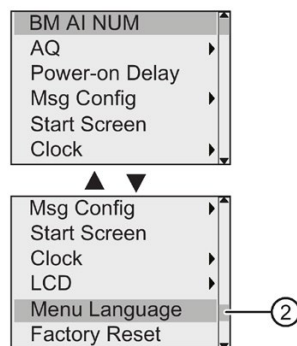 BM AI NUM
AQ
Power-on Delay
Msg Config
Start Screen
Clock
Msg Config
Start Screen
Clock
LCD
Menu Language
2
Factory Reset